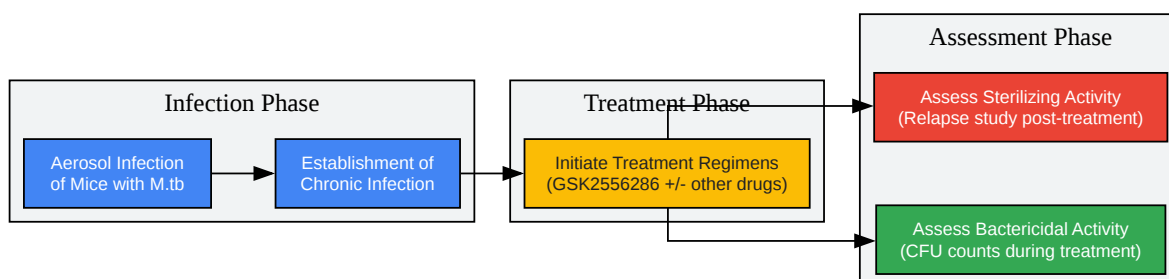 Infection Phase
Aerosol Infection
of Mice with M.tb
Establishment of
Chronic Infection
Treatment Phase
Initiate Treatment Regimens
(GSK2556286 +/- other drugs)
Assessment Phase
Assess Sterilizing Activity
(Relapse study post-treatment)
Assess Bactericidal Activity
(CFU counts during treatment)